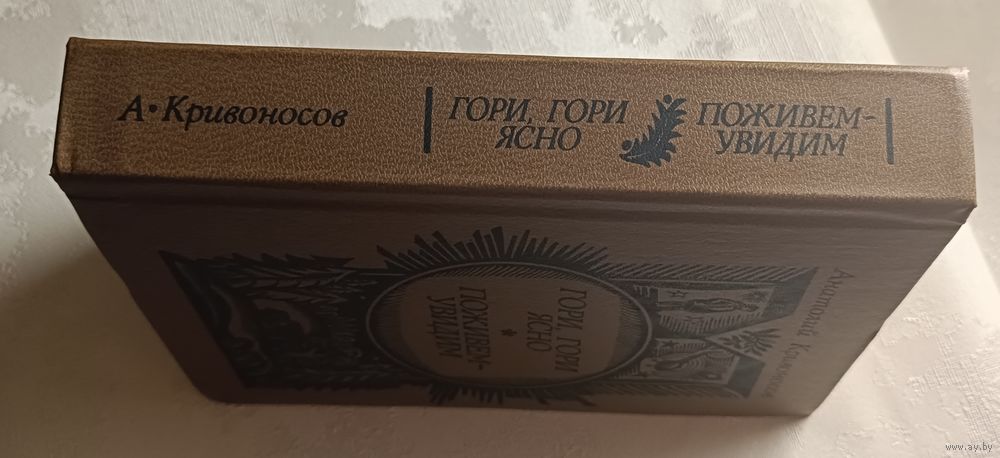 А·Кривоносов
ГОРИ, ГОРИ
ЯСНО
ПОЖИВЕМ-
УВИДИМ
Анатолий Кривоносов
ГОРИ, ГОРИ
ЯСНО
ПОЖИВЕМ-
УВИДИМ
www.ay.by